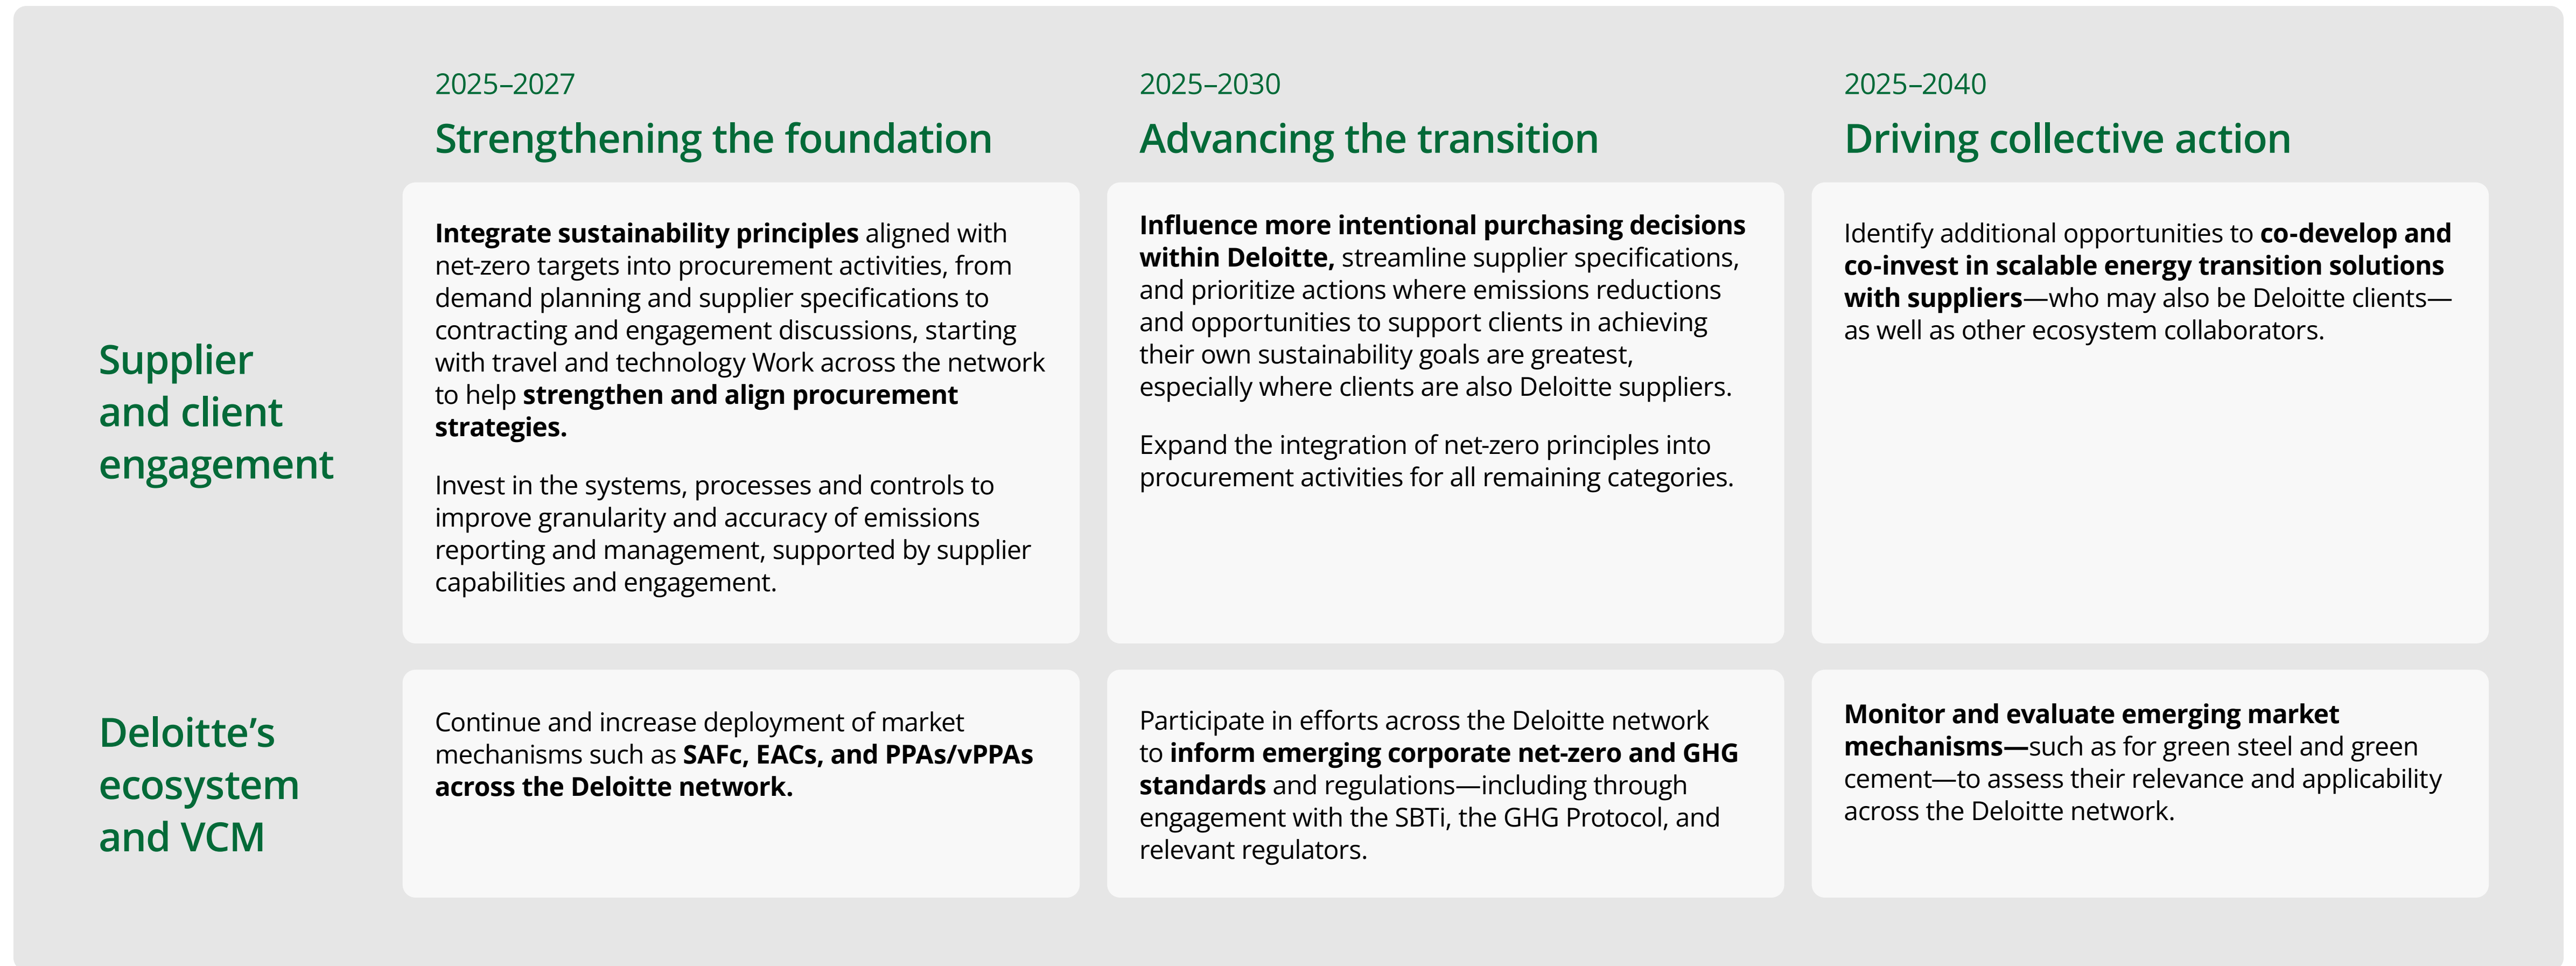 2025–2027
Strengthening the foundation
2025–2030
Advancing the transition
2025–2040
Driving collective action
Supplier
and client
engagement
Integrate sustainability principles aligned with
net-zero targets into procurement activities, from
demand planning and supplier specifications to
contracting and engagement discussions, starting
with travel and technology Work across the network
to help strengthen and align procurement
strategies.
Invest in the systems, processes and controls to
improve granularity and accuracy of emissions
reporting and management, supported by supplier
capabilities and engagement.
Influence more intentional purchasing decisions
within Deloitte, streamline supplier specifications,
and prioritize actions where emissions reductions
and opportunities to support clients in achieving
their own sustainability goals are greatest,
especially where clients are also Deloitte suppliers.
Expand the integration of net-zero principles into
procurement activities for all remaining categories.
Identify additional opportunities to co-develop and
co-invest in scalable energy transition solutions
with suppliers—who may also be Deloitte clients—
as well as other ecosystem collaborators.
Deloitte’s
ecosystem
and VCM
Continue and increase deployment of market
mechanisms such as SAFc, EACs, and PPAs/vPPAs
across the Deloitte network.
Participate in efforts across the Deloitte network
to inform emerging corporate net-zero and GHG
standards and regulations—including through
engagement with the SBTi, the GHG Protocol, and
relevant regulators.
Monitor and evaluate emerging market
mechanisms—such as for green steel and green
cement—to assess their relevance and applicability
across the Deloitte network.